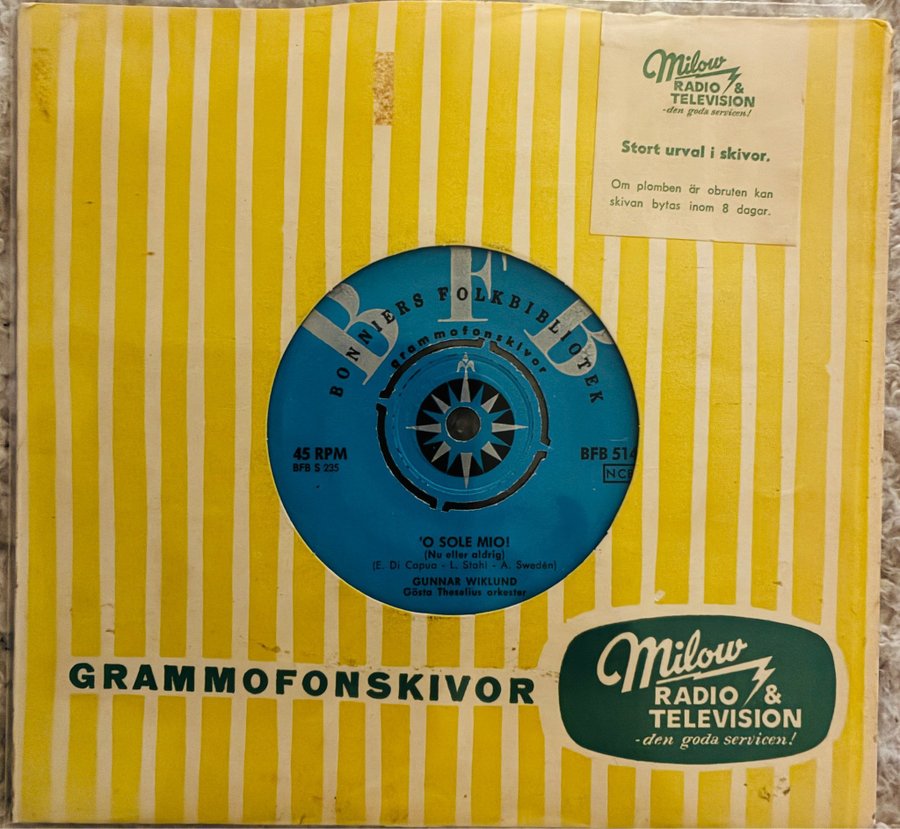 Milow
RADIO &
TELEVISION
-den goda servicen!
Stort urval i skivor.
Om plomben är obruten kan
skivan bytas inom 8 dagar.
BFB
BONNIERS FOLKBIBLIOTEK
grammofonskivor
45 RPM
BFB S 235
BFB 514
NCB
'O SOLE MIO!
(Nu eller aldrig)
(E. Di Capua - L. Stahl - A. Swedén)
GUNNAR WIKLUND
Gösta Theselius orkester
GRAMMOFONSKIVOR
Milow
RADIO &
TELEVISION
-den goda servicen!